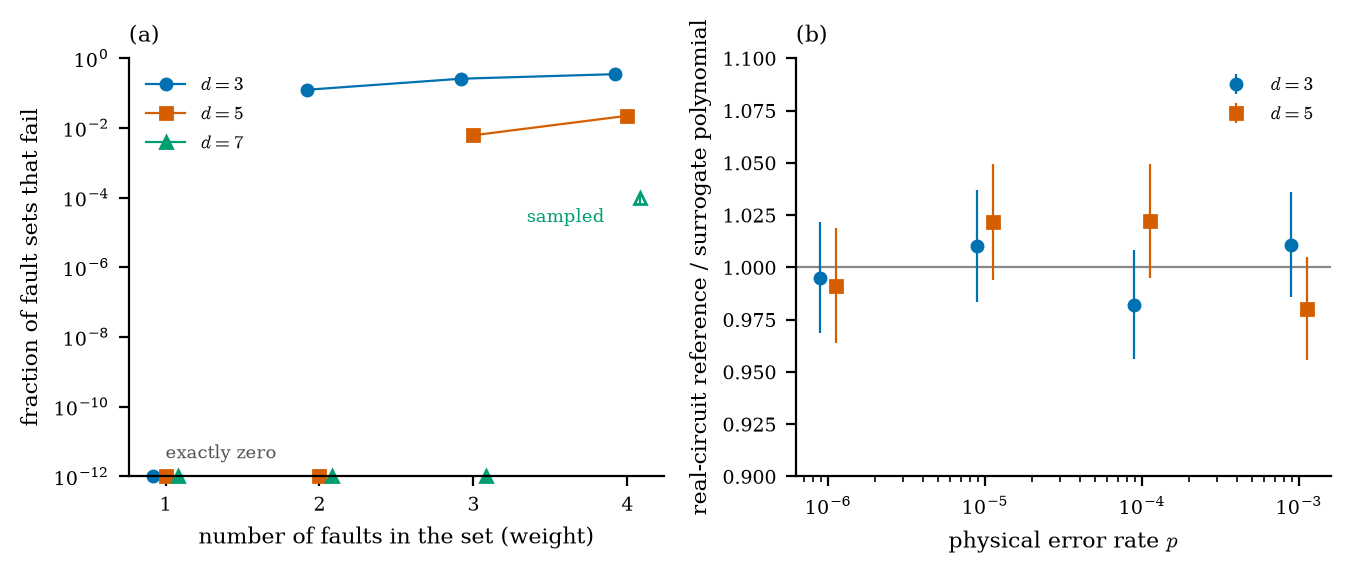 (a)
fraction of fault sets that fail
10⁰
10⁻²
10⁻⁴
10⁻⁶
10⁻⁸
10⁻¹⁰
10⁻¹²
d = 3
d = 5
d = 7
sampled
exactly zero
1 2 3 4
number of faults in the set (weight)
(b)
real-circuit reference / surrogate polynomial
1.100
1.075
1.050
1.025
1.000
0.975
0.950
0.925
0.900
d = 3
d = 5
10⁻⁶ 10⁻⁵ 10⁻⁴ 10⁻³
physical error rate p